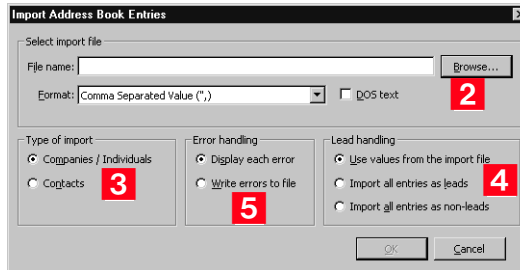 Import Address Book Entries
Select import file
File name:
Browse...
Format: Comma Separated Value (",)
DOS text
2
Type of import
Companies / Individuals
Contacts
3
Error handling
Display each error
Write errors to file
5
Lead handling
Use values from the import file
Import all entries as leads
Import all entries as non-leads
4
OK
Cancel